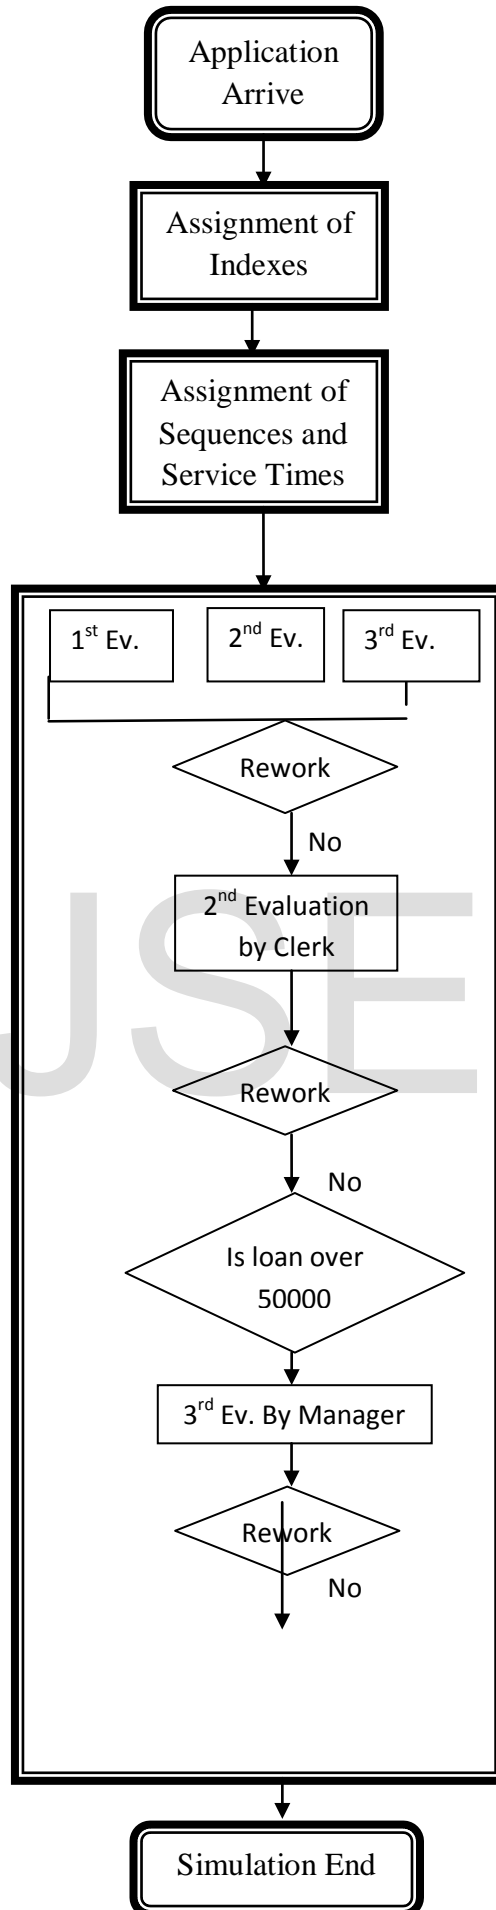 Application
Arrive
Assignment of
Indexes
Assignment of
Sequences and
Service Times
1st Ev.
2nd Ev.
3rd Ev.
Rework
No
2nd Evaluation
by Clerk
JSE
Rework
No
Is loan over
50000
3rd Ev. By Manager
Rework
No
Simulation End